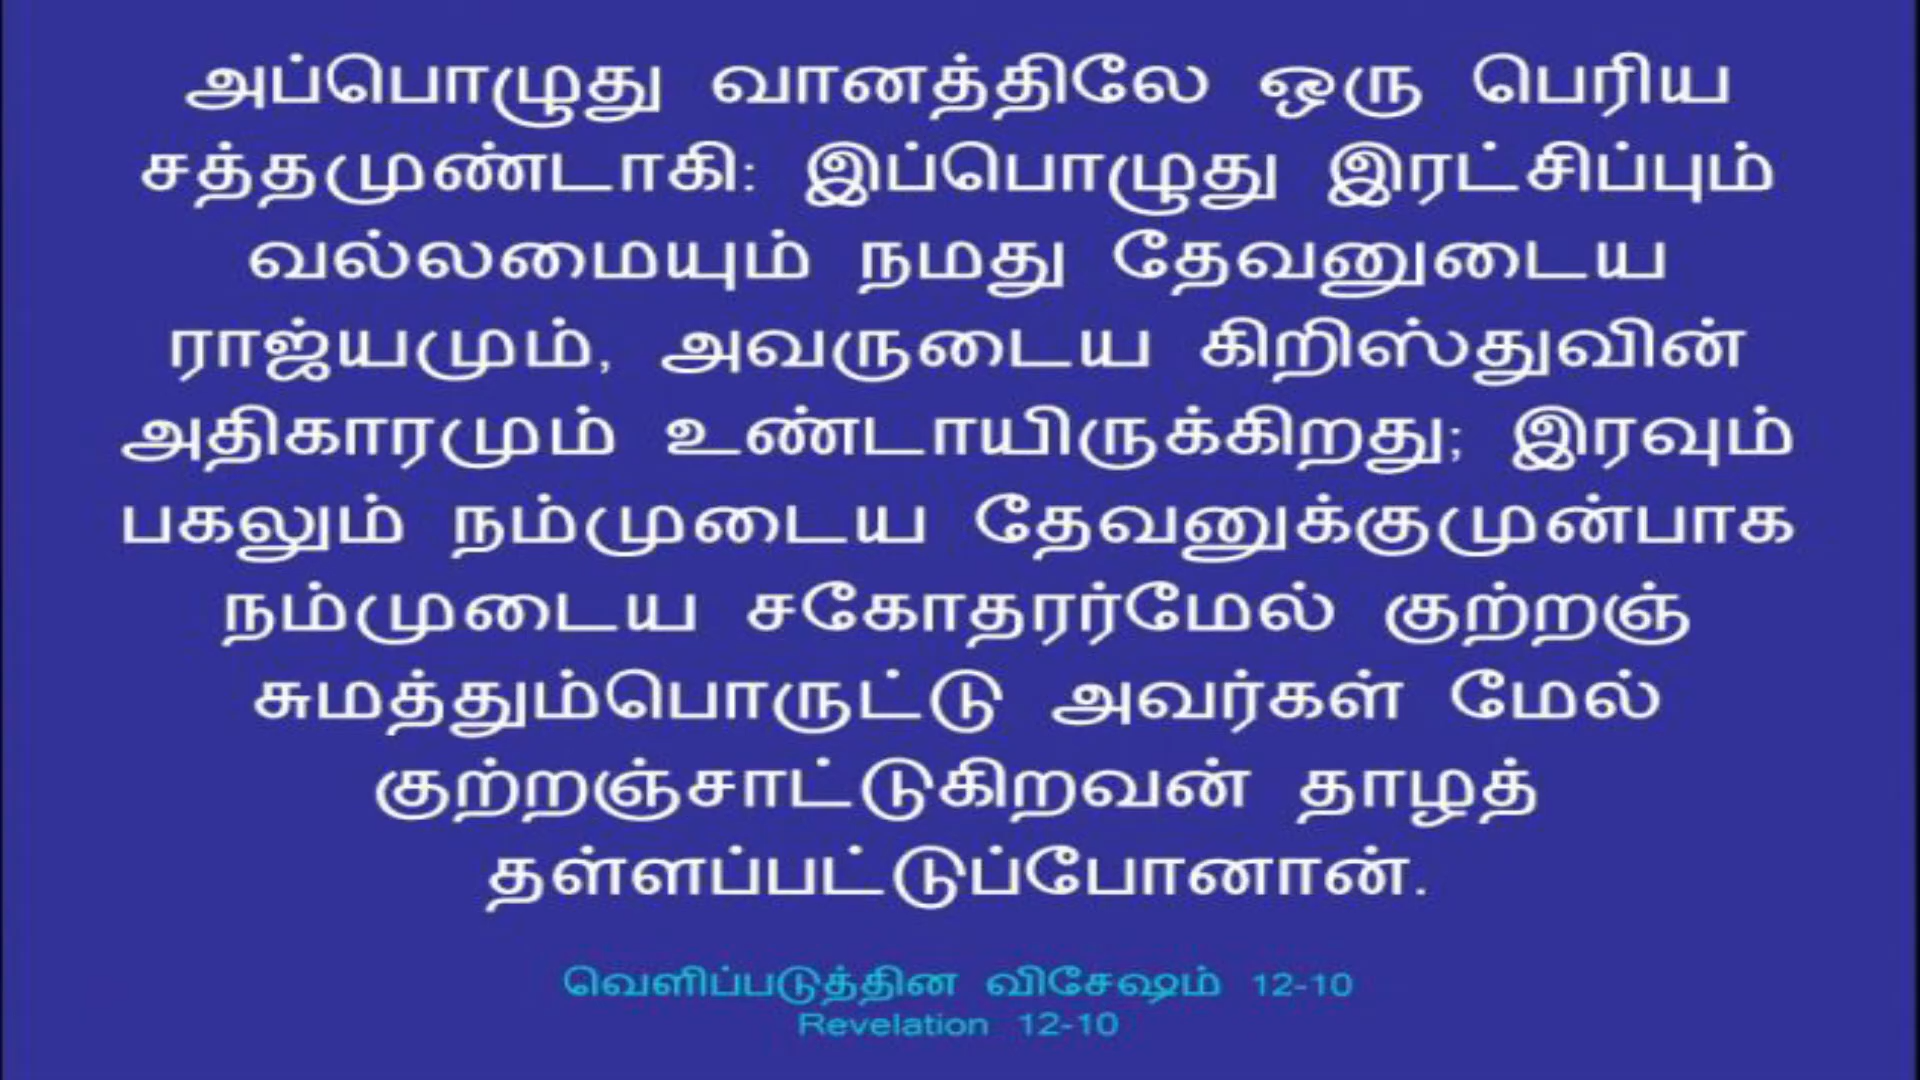 அப்பொழுது வானத்திலே ஒரு பெரிய
சத்தமுண்டாகி: இப்பொழுது இரட்சிப்பும்
வல்லமையும் நமது தேவனுடைய
ராஜ்யமும், அவருடைய கிறிஸ்துவின்
அதிகாரமும் உண்டாயிருக்கிறது; இரவும்
பகலும் நம்முடைய தேவனுக்குமுன்பாக
நம்முடைய சகோதரர்மேல் குற்றஞ்
சுமத்தும்பொருட்டு அவர்கள் மேல்
குற்றஞ்சாட்டுகிறவன் தாழத்
தள்ளப்பட்டுப்போனான்.
வெளிப்படுத்தின விசேஷம் 12-10
Revelation 12-10